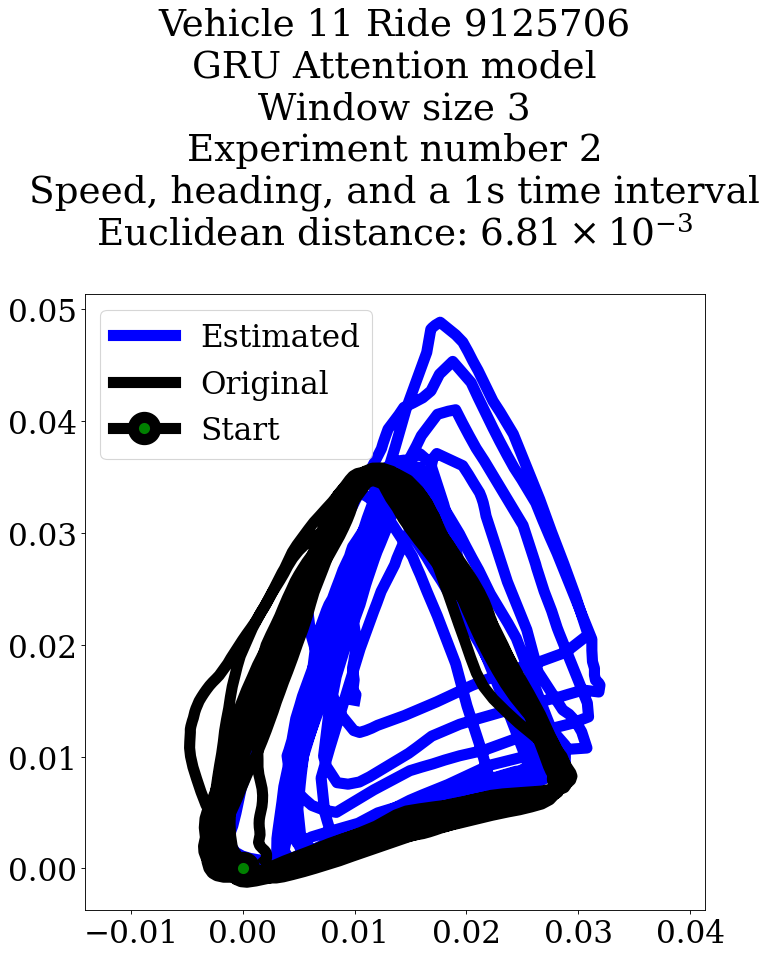 Vehicle 11 Ride 9125706
GRU Attention model
Window size 3
Experiment number 2
Speed, heading, and a 1s time interval
Euclidean distance: 6.81 × 10⁻³
0.05
Estimated
Original
0.04
Start
0.03
0.02
0.01
0.00
−0.01 0.00 0.01 0.02 0.03 0.04